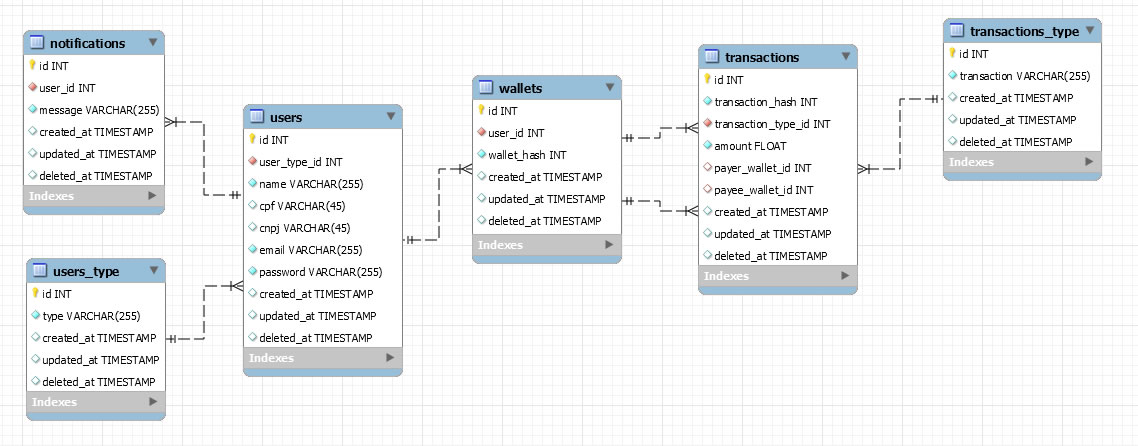 notifications
id INT
user_id INT
message VARCHAR(255)
created_at TIMESTAMP
updated_at TIMESTAMP
deleted_at TIMESTAMP
Indexes
users_type
id INT
type VARCHAR(255)
created_at TIMESTAMP
updated_at TIMESTAMP
deleted_at TIMESTAMP
Indexes
users
id INT
user_type_id INT
name VARCHAR(255)
cpf VARCHAR(45)
cnpj VARCHAR(45)
email VARCHAR(255)
password VARCHAR(255)
created_at TIMESTAMP
updated_at TIMESTAMP
deleted_at TIMESTAMP
Indexes
wallets
id INT
user_id INT
wallet_hash INT
created_at TIMESTAMP
updated_at TIMESTAMP
deleted_at TIMESTAMP
Indexes
transactions
id INT
transaction_hash INT
transaction_type_id INT
amount FLOAT
payer_wallet_id INT
payee_wallet_id INT
created_at TIMESTAMP
updated_at TIMESTAMP
deleted_at TIMESTAMP
Indexes
transactions_type
id INT
transaction VARCHAR(255)
created_at TIMESTAMP
updated_at TIMESTAMP
deleted_at TIMESTAMP
Indexes